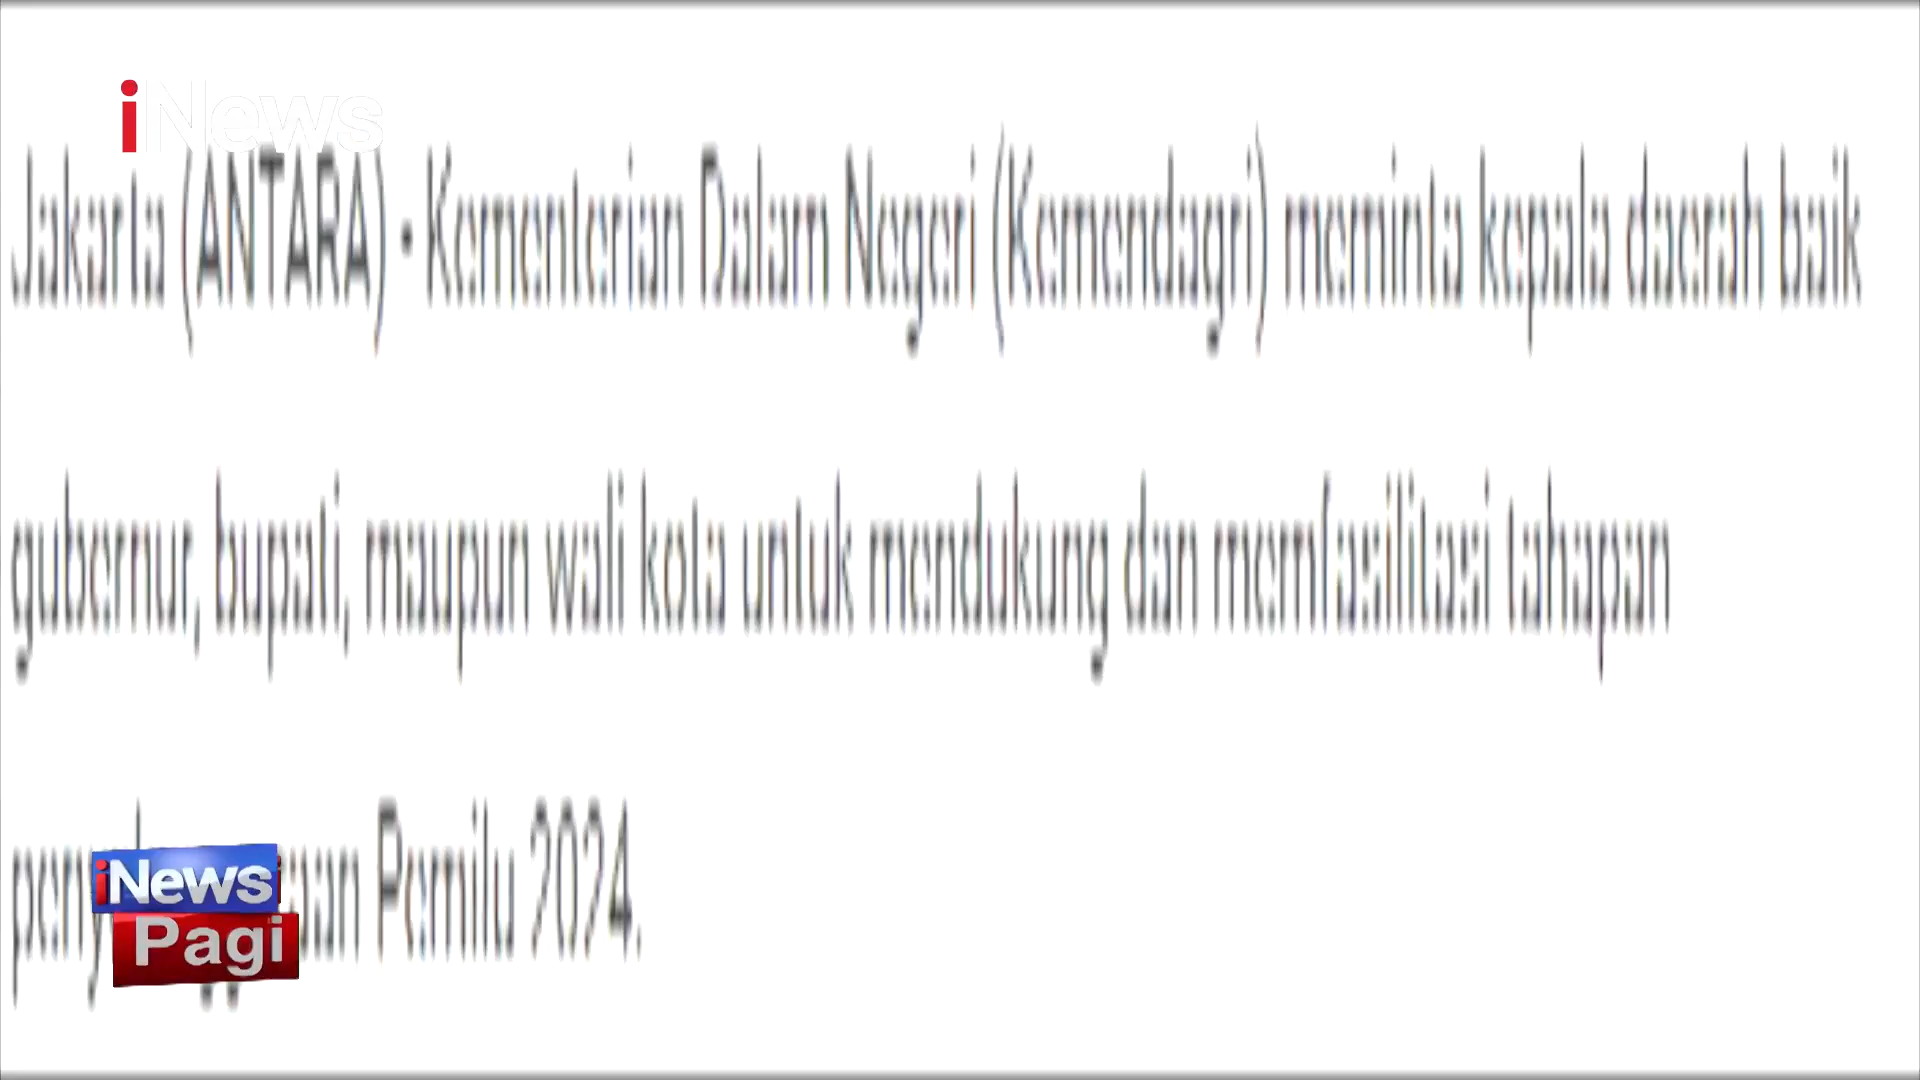 iNews
Jakarta (ANTARA) - Kementerian Dalam Negeri (Kemendagri) meminta kepala daerah baik
gubernur, bupati, maupun wali kota untuk mendukung dan memfasilitasi tahapan
Pemilu 2024.
iNews
Pagi